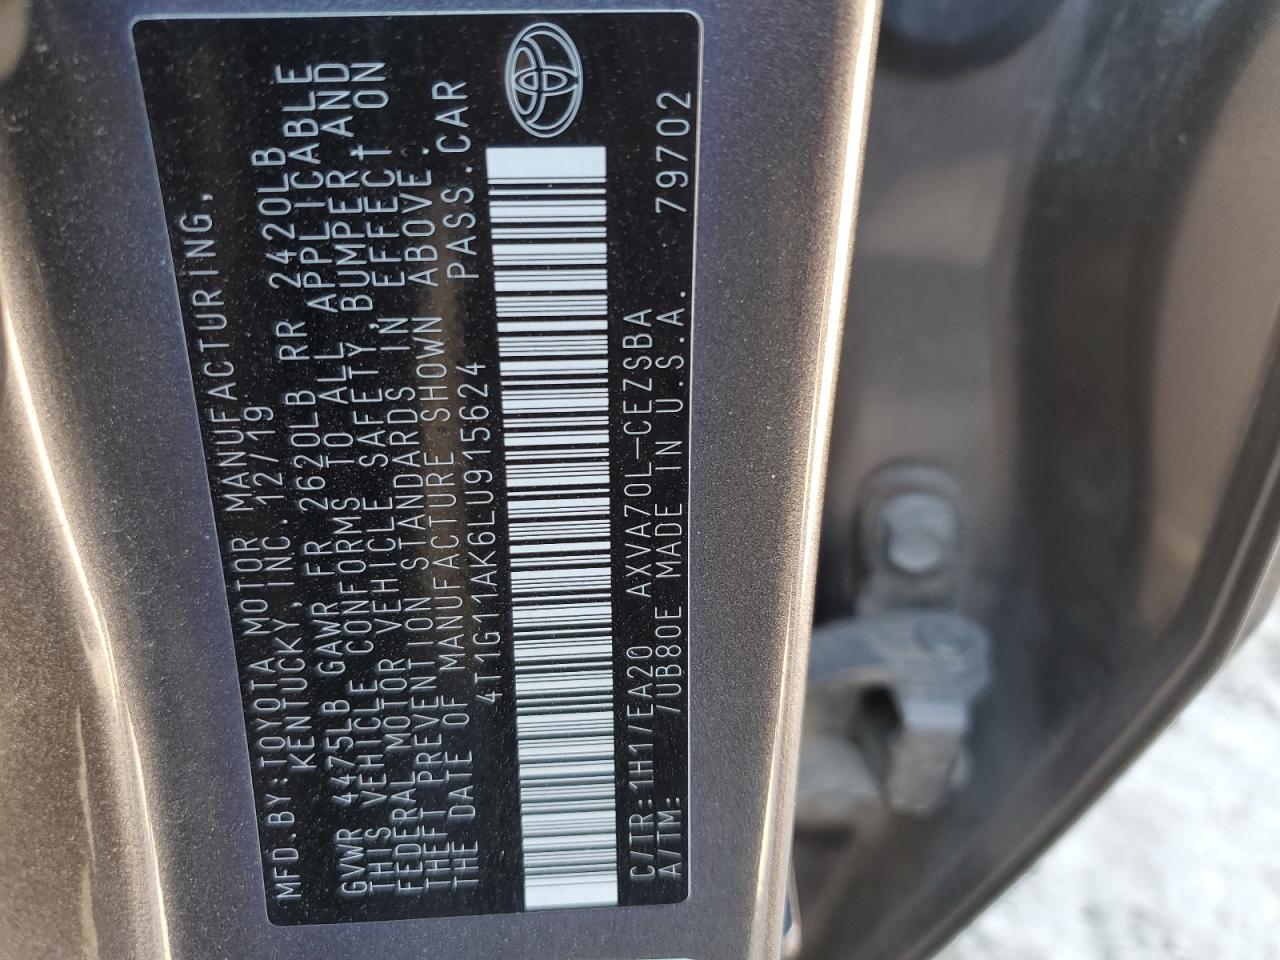 MFD.BY:TOYOTA MOTOR MANUFACTURING,
KENTUCKY, INC. 12/19
GVWR 4475LB GAWR FR 2620LB RR 2420LB
THIS VEHICLE CONFORMS TO ALL APPLICABLE
FEDERAL MOTOR VEHICLE SAFETY, BUMPER, AND
THEFT PREVENTION STANDARDS IN EFFECT ON
THE DATE OF MANUFACTURE SHOWN ABOVE.
4T1G11AK6LU915624 PASS.CAR
C/TR:1H1/EA20 AXVA70L-CEZSBA
A/TM: /UB80E MADE IN U.S.A. 79702